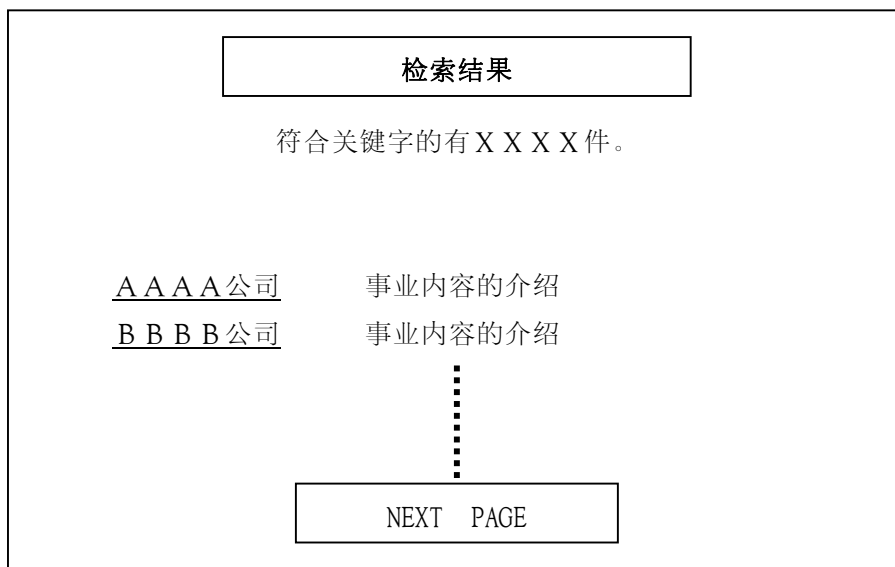 检索结果
符合关键字的有ＸＸＸＸ件。
ＡＡＡＡ公司　　事业内容的介绍
ＢＢＢＢ公司　　事业内容的介绍
NEXT　PAGE